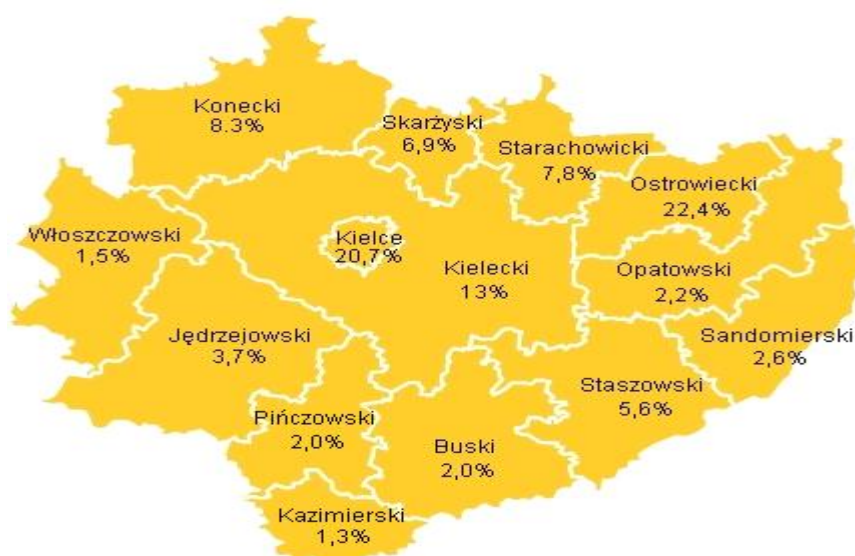 Konecki
8.3%
Skarżyski
6,9%
Starachowicki
7,8%
Ostrowiecki
22,4%
Włoszczowski
1,5%
Kielce
20,7%
Kielecki
13%
Opatowski
2,2%
Jędrzejowski
3,7%
Sandomierski
2,6%
Staszowski
5,6%
Pińczowski
2,0%
Buski
2,0%
Kazimierski
1,3%